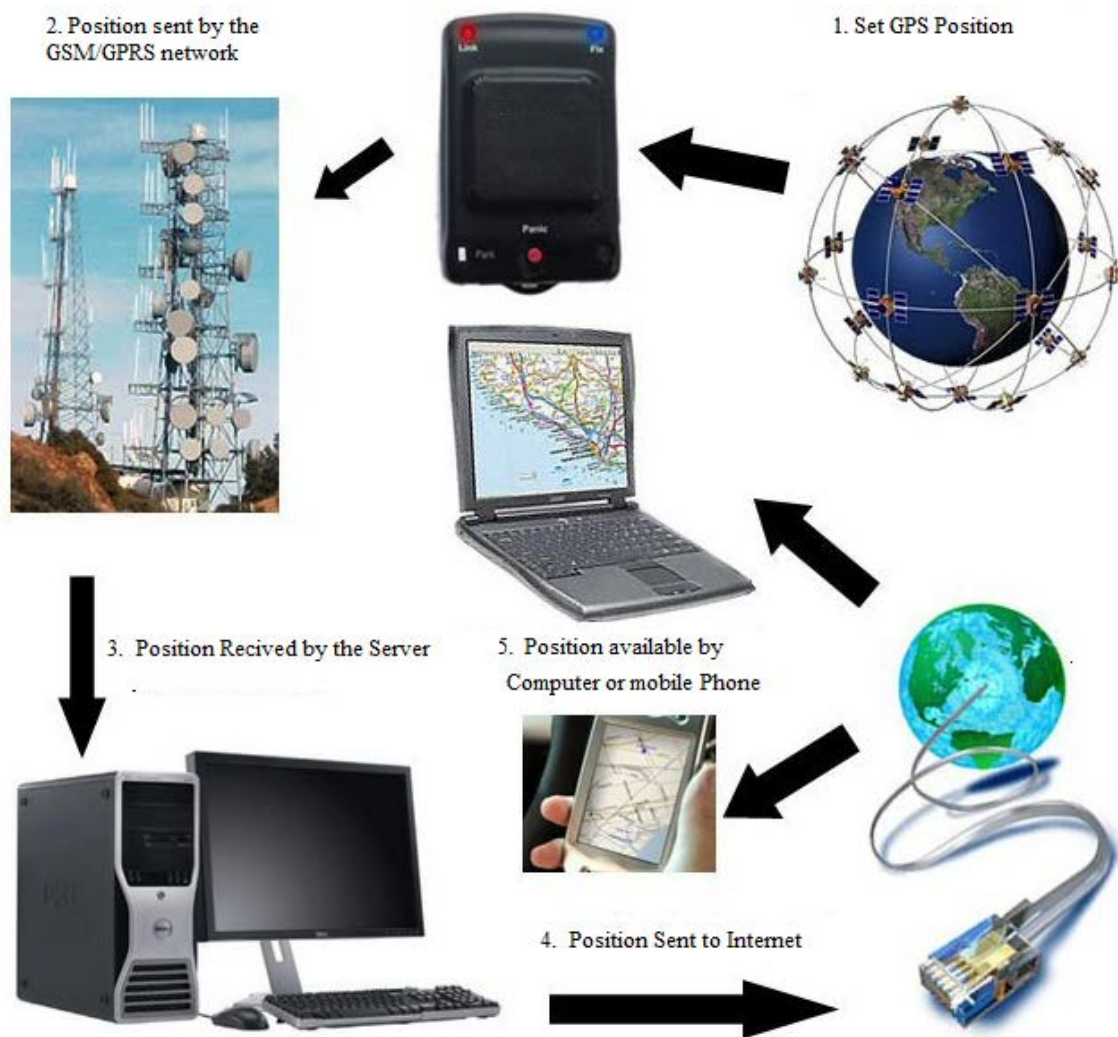 2. Position sent by the
GSM/GPRS network
1. Set GPS Position
Link
Fix
Panic
Park
3. Position Recived by the Server
5. Position available by
Computer or mobile Phone
4. Position Sent to Internet